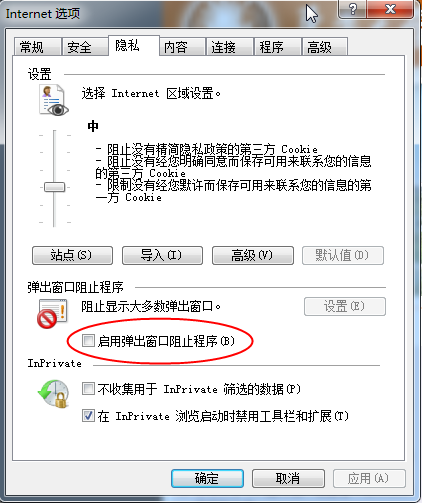 Internet 选项
?
常规 安全 隐私 内容 连接 程序 高级
设置
选择 Internet 区域设置。
中
- 阻止没有精简隐私政策的第三方 Cookie
- 阻止没有经您明确同意而保存可用来联系您的信息
的第三方 Cookie
- 限制没有经您默许而保存可用来联系您的信息的第
一方 Cookie
站点(S) 导入(I) 高级(V) 默认值(D)
弹出窗口阻止程序
阻止显示大多数弹出窗口。 设置(E)
启用弹出窗口阻止程序(B)
InPrivate
不收集用于 InPrivate 筛选的数据(P)
在 InPrivate 浏览启动时禁用工具栏和扩展(T)
确定 取消 应用(A)